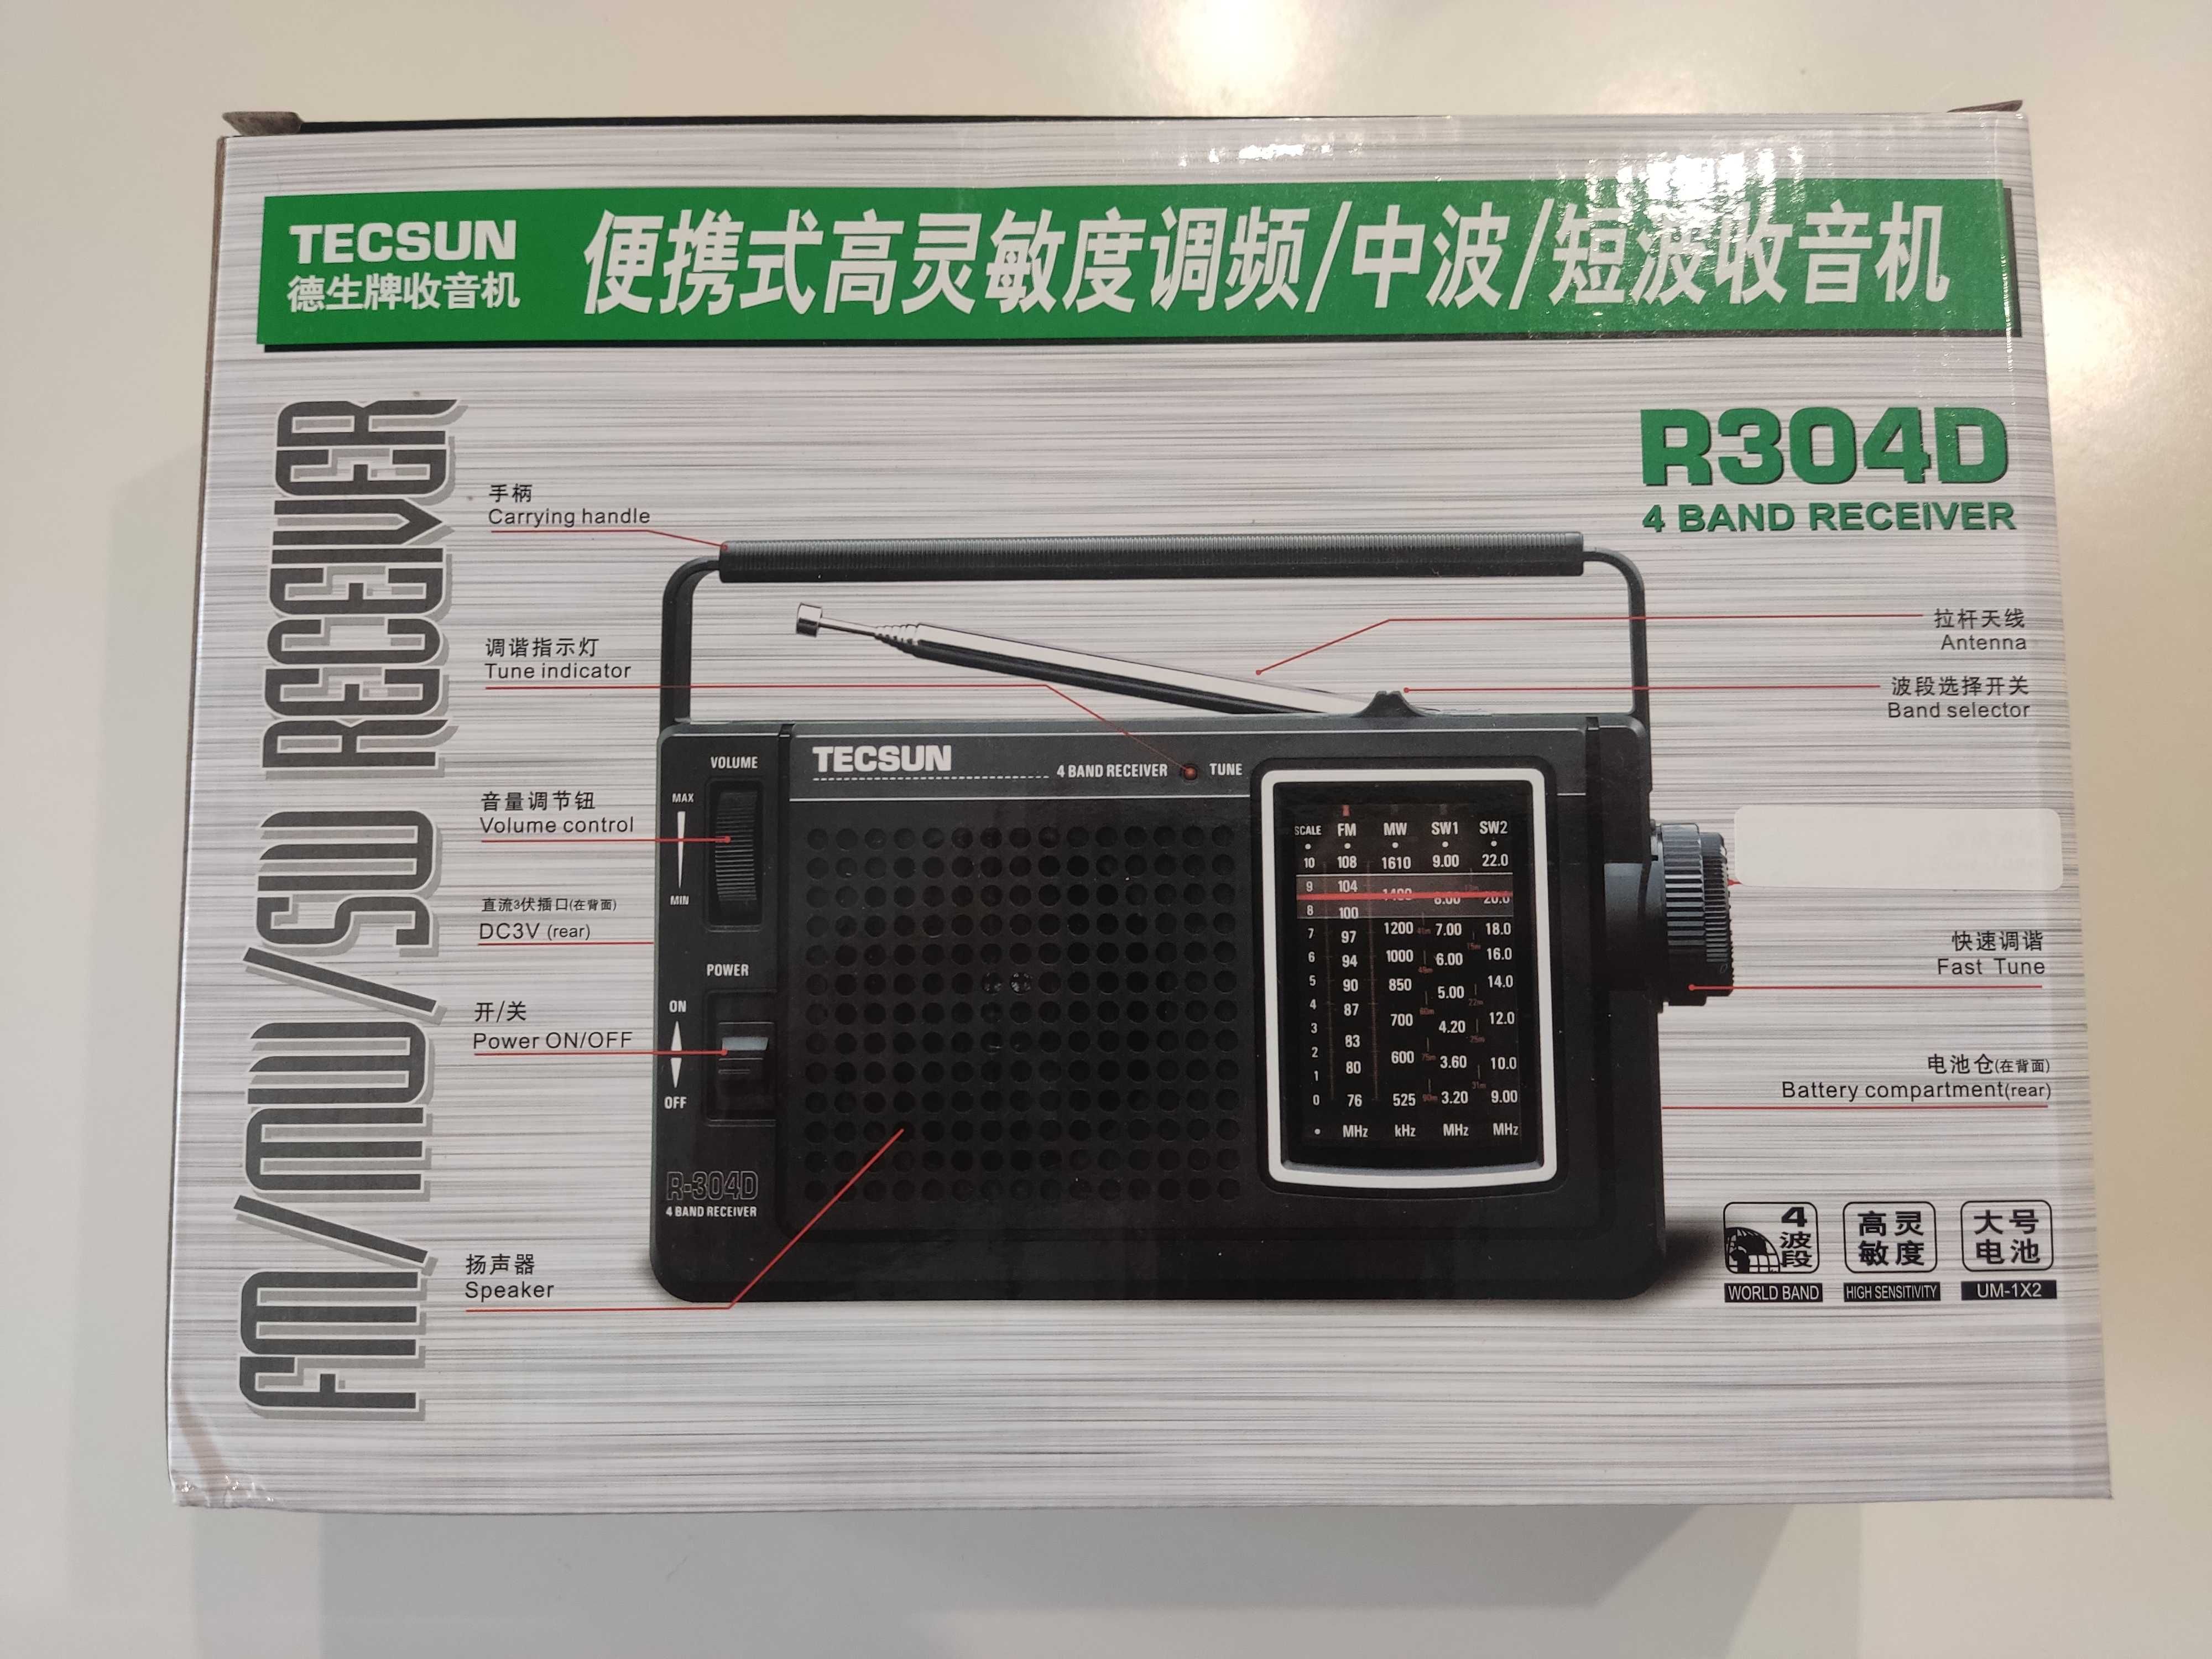 TECSUN
德生牌收音机
便携式高灵敏度调频/中波/短波收音机
FM/MW/SW RECEIVER
R304D
4 BAND RECEIVER
手柄
Carrying handle
调谐指示灯
Tune indicator
音量调节钮
Volume control
直流3伏插口(在背面)
DC3V (rear)
开/关
Power ON/OFF
扬声器
Speaker
拉杆天线
Antenna
波段选择开关
Band selector
快速调谐
Fast Tune
电池仓(在背面)
Battery compartment(rear)
VOLUME
MAX
MIN
POWER
ON
OFF
R-304D
4 BAND RECEIVER
TECSUN
4 BAND RECEIVER TUNE
SCALE FM MW SW1 SW2
10 108 1610 9.00 22.0
9 104
8 100 8.00 20.0
7 97 1200 41m 7.00 18.0
6 94 1000 49m 6.00 16.0
5 90 850 5.00 14.0
4 87 700 60m 4.20 12.0
3 83
2 80 600 75m 3.60 10.0
1
0 76 525 90m 3.20 9.00
MHz kHz MHz MHz
4
波
段
WORLD BAND
高灵
敏度
HIGH SENSITIVITY
大号
电池
UM-1X2